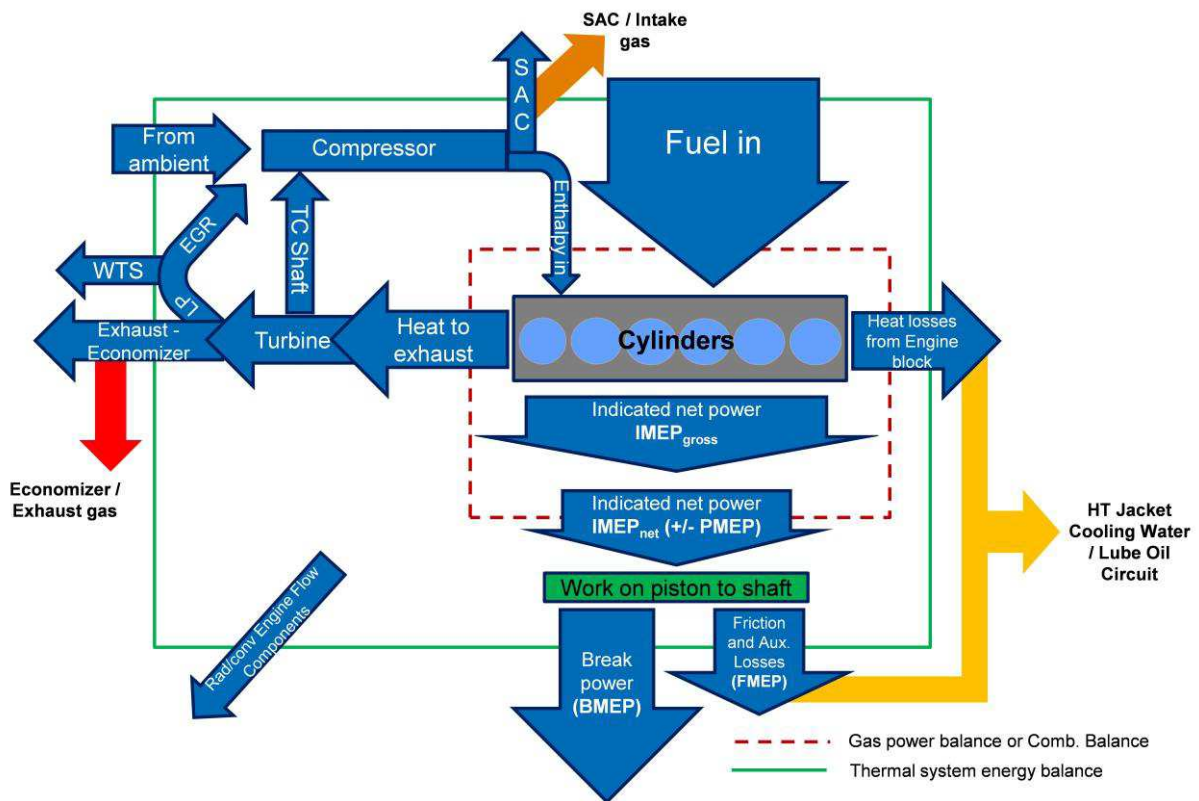 SAC / Intake
gas
SAC
Fuel in
From
ambient
Compressor
Enthalpy in
EGR
TC Shaft
WTS
LP
Exhaust -
Economizer
Turbine
Heat to
exhaust
Cylinders
Heat losses
from Engine
block
Indicated net power
IMEPgross
Economizer /
Exhaust gas
Indicated net power
IMEPnet (+/- PMEP)
HT Jacket
Cooling Water
/ Lube Oil
Circuit
Work on piston to shaft
Rad/conv Engine Flow
Components
Break
power
(BMEP)
Friction
and Aux.
Losses
(FMEP)
Gas power balance or Comb. Balance
Thermal system energy balance